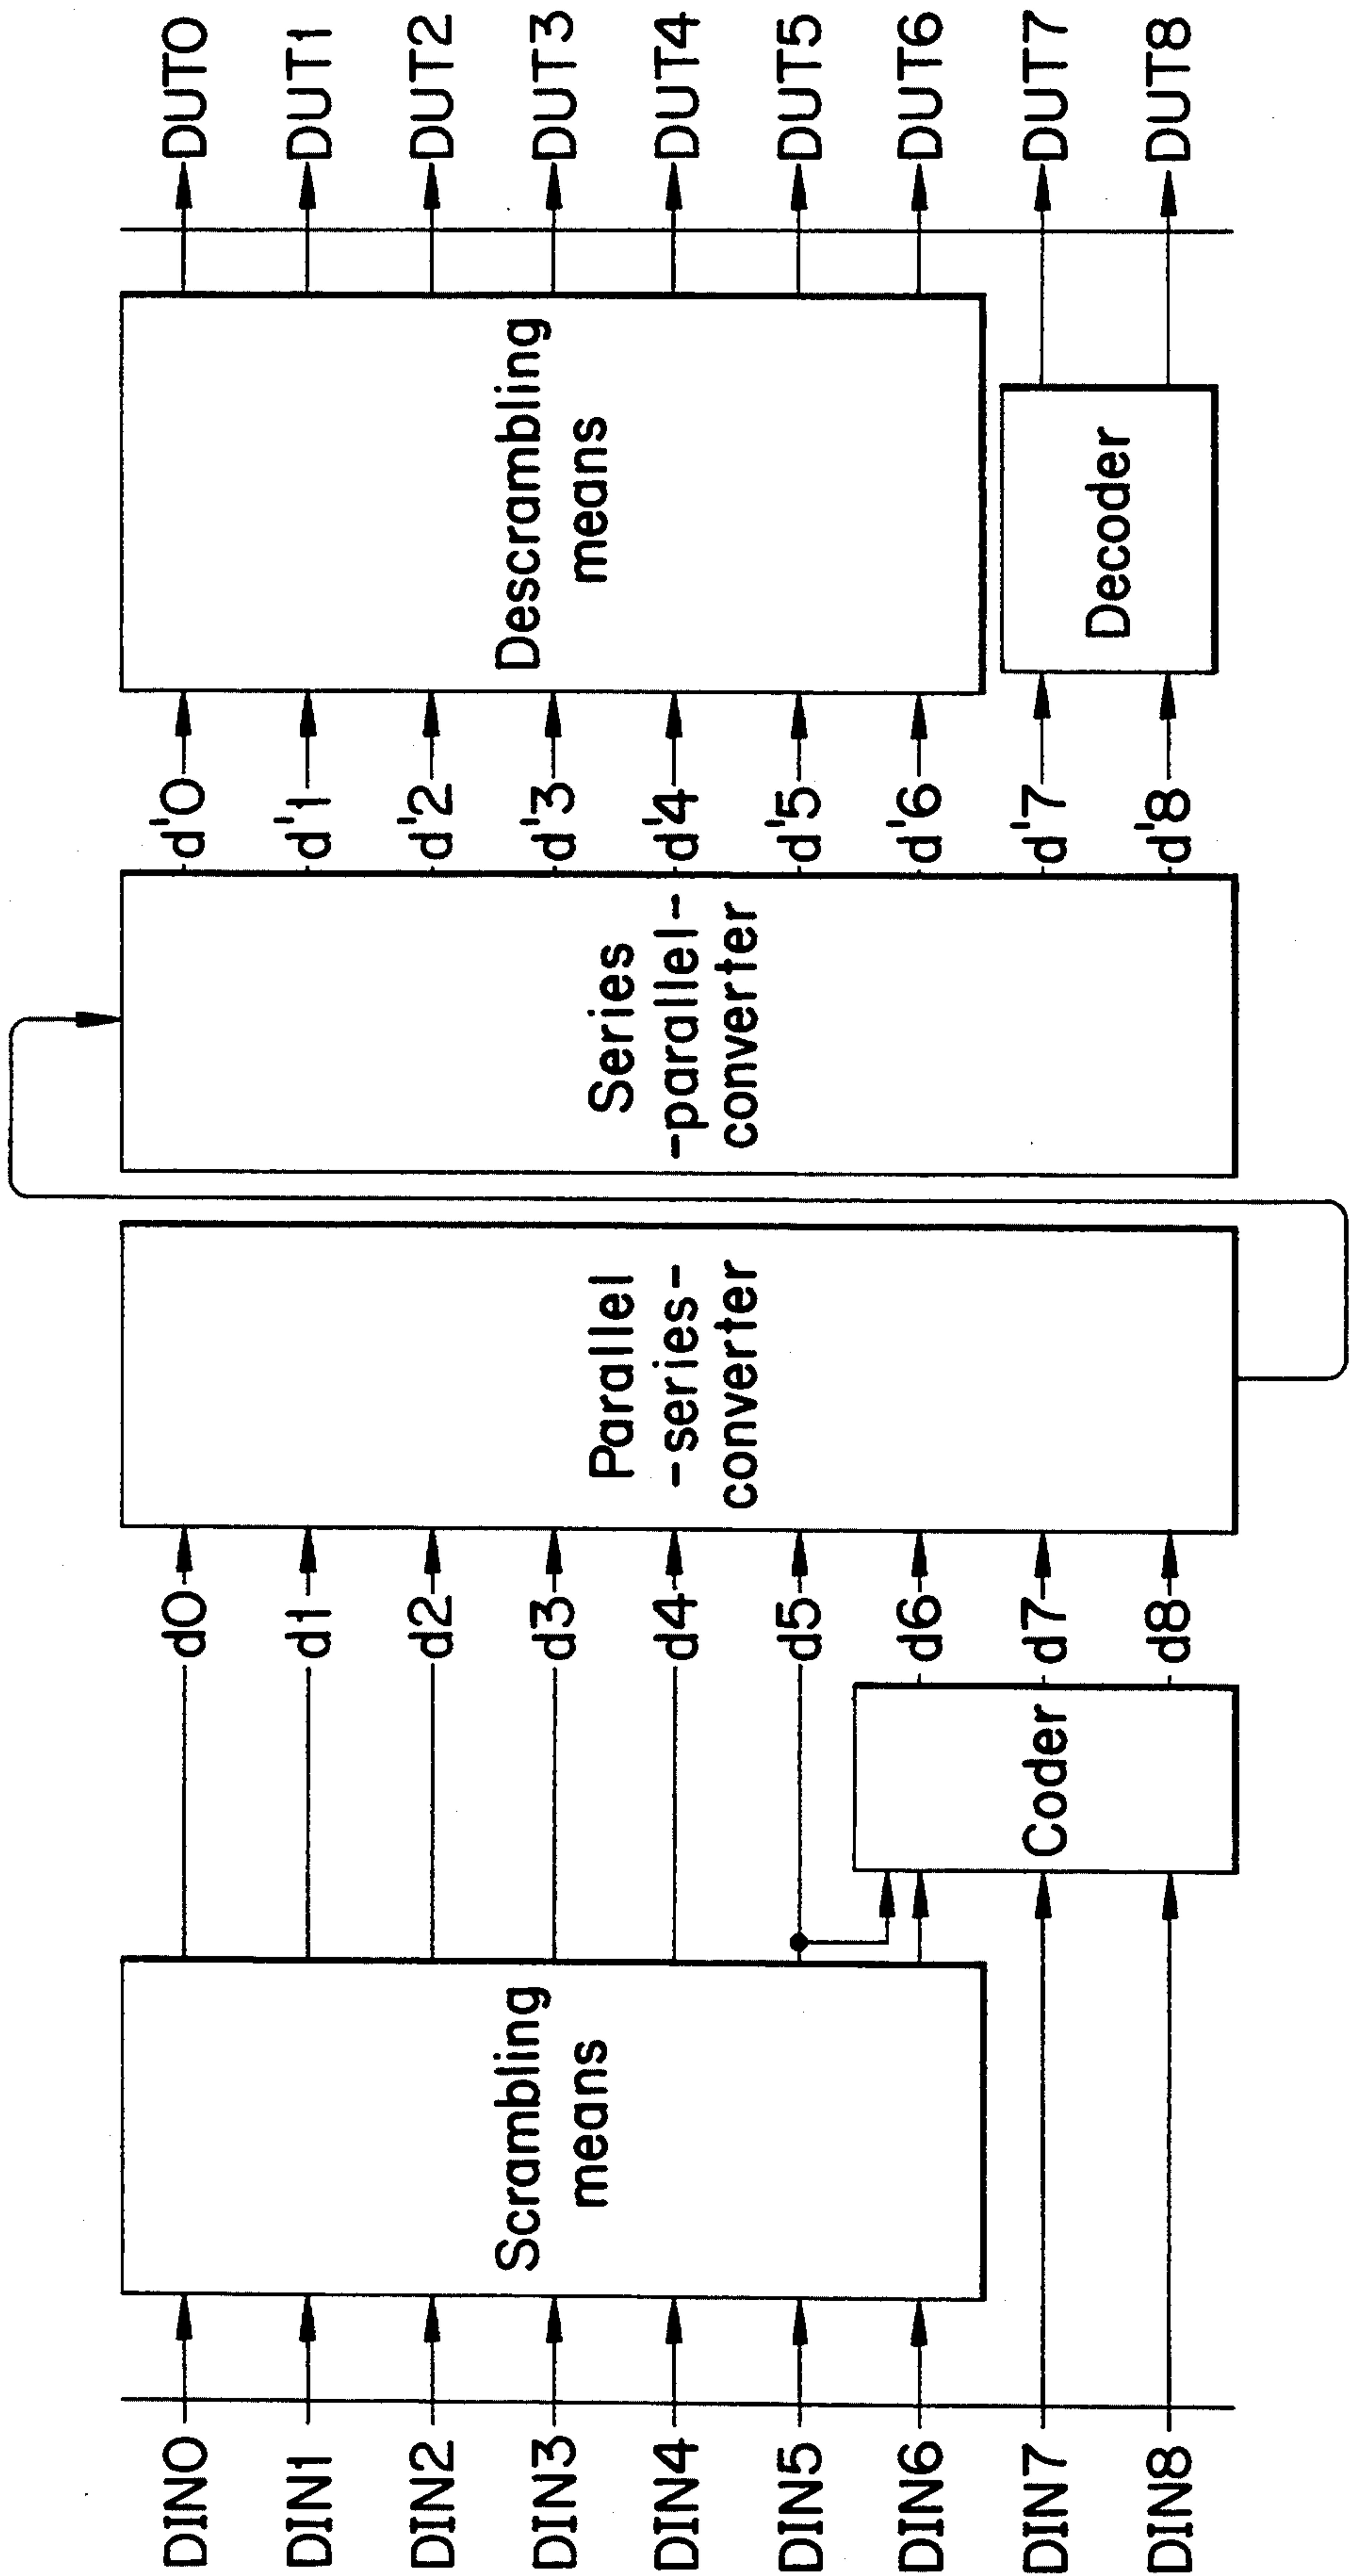 DIN0
DIN1
DIN2
DIN3
DIN4
DIN5
DIN6
DIN7
DIN8
Scrambling
means
Coder
d0
d1
d2
d3
d4
d5
d6
d7
d8
Parallel
-series-
converter
Series
-parallel-
converter
d'0
d'1
d'2
d'3
d'4
d'5
d'6
d'7
d'8
Descrambling
means
Decoder
DUT0
DUT1
DUT2
DUT3
DUT4
DUT5
DUT6
DUT7
DUT8